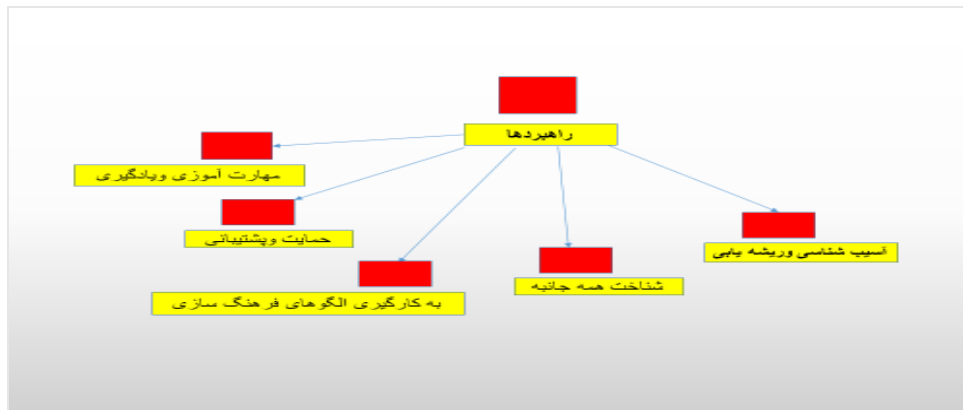 راهبردها
مهارت آموزی ویادگیری
حمایت وپشتیبانی
به کارگیری الگوهای فرهنگ سازی
شناخت همه جانبه
آسیب شناسی وریشه یابی